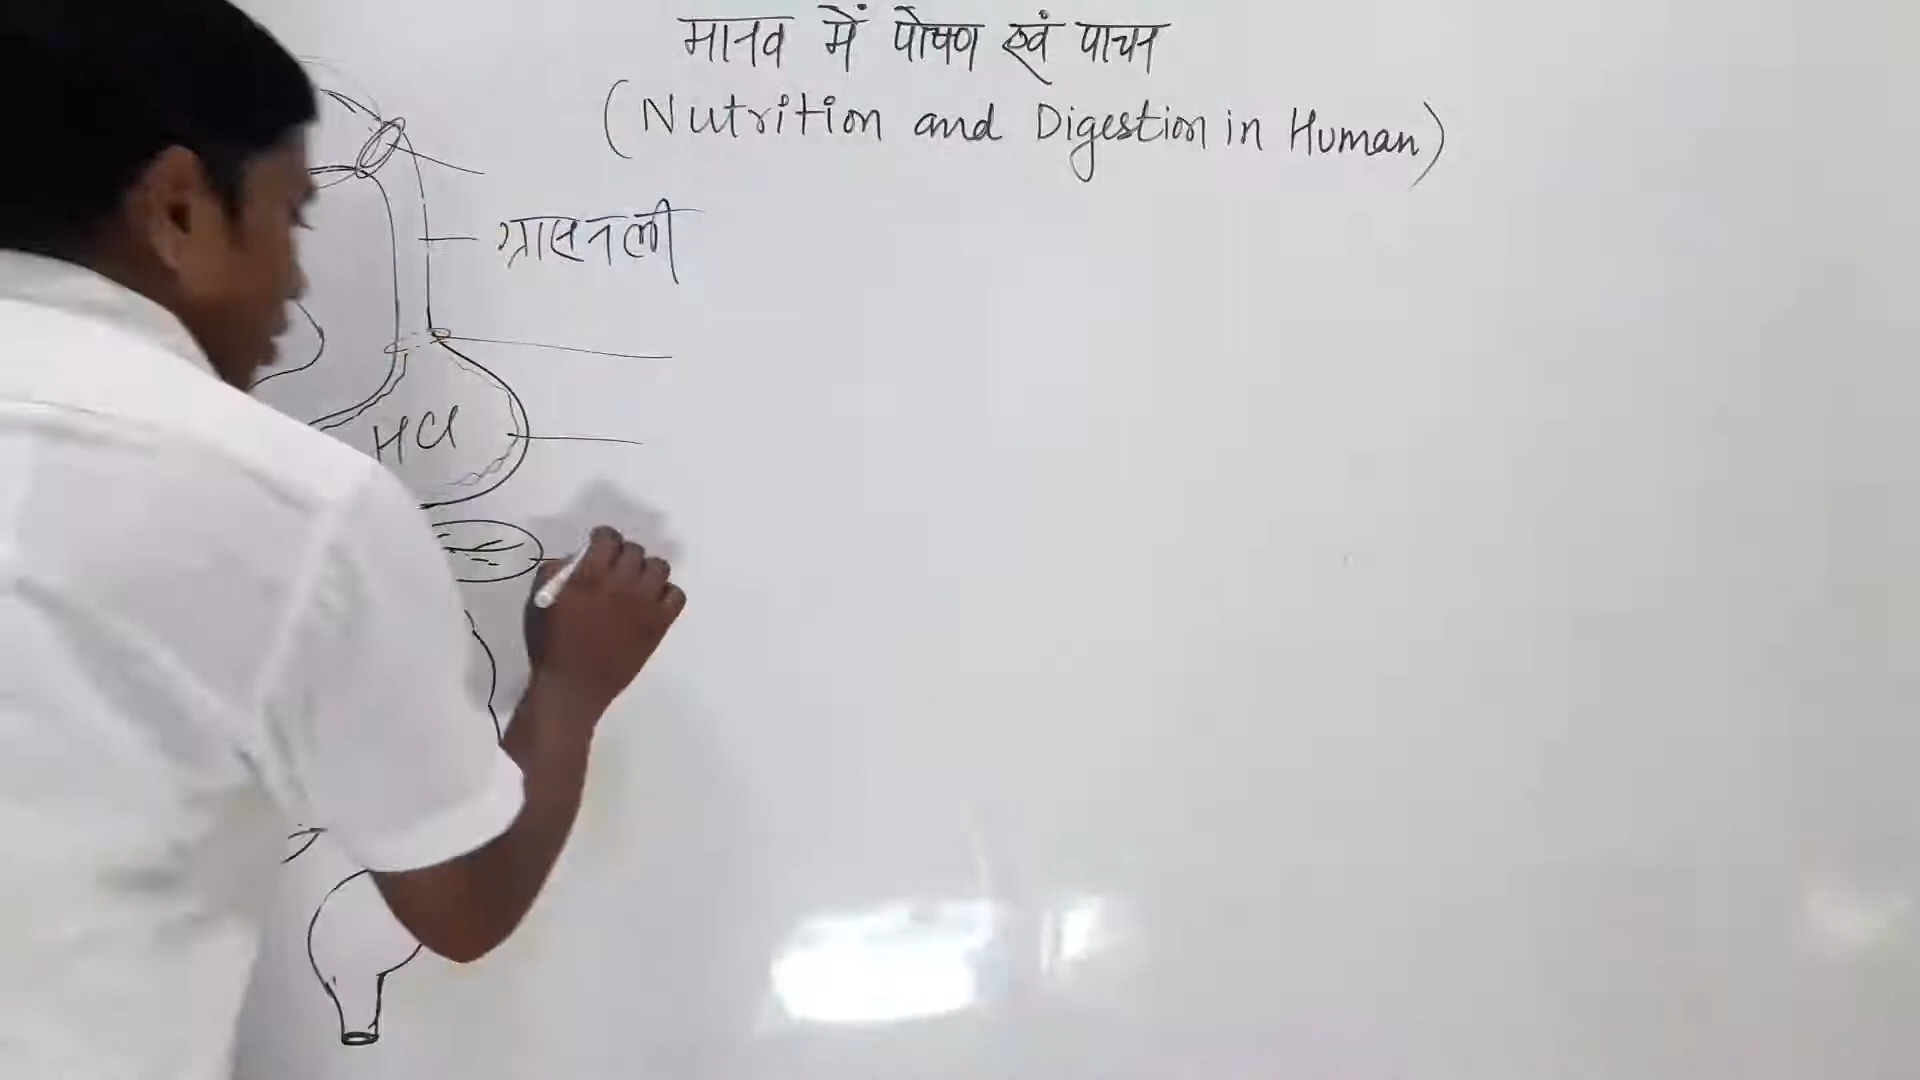 मानव में पोषण एवं पाचन
(Nutrition and Digestion in Human)
ग्रासनली
HCl